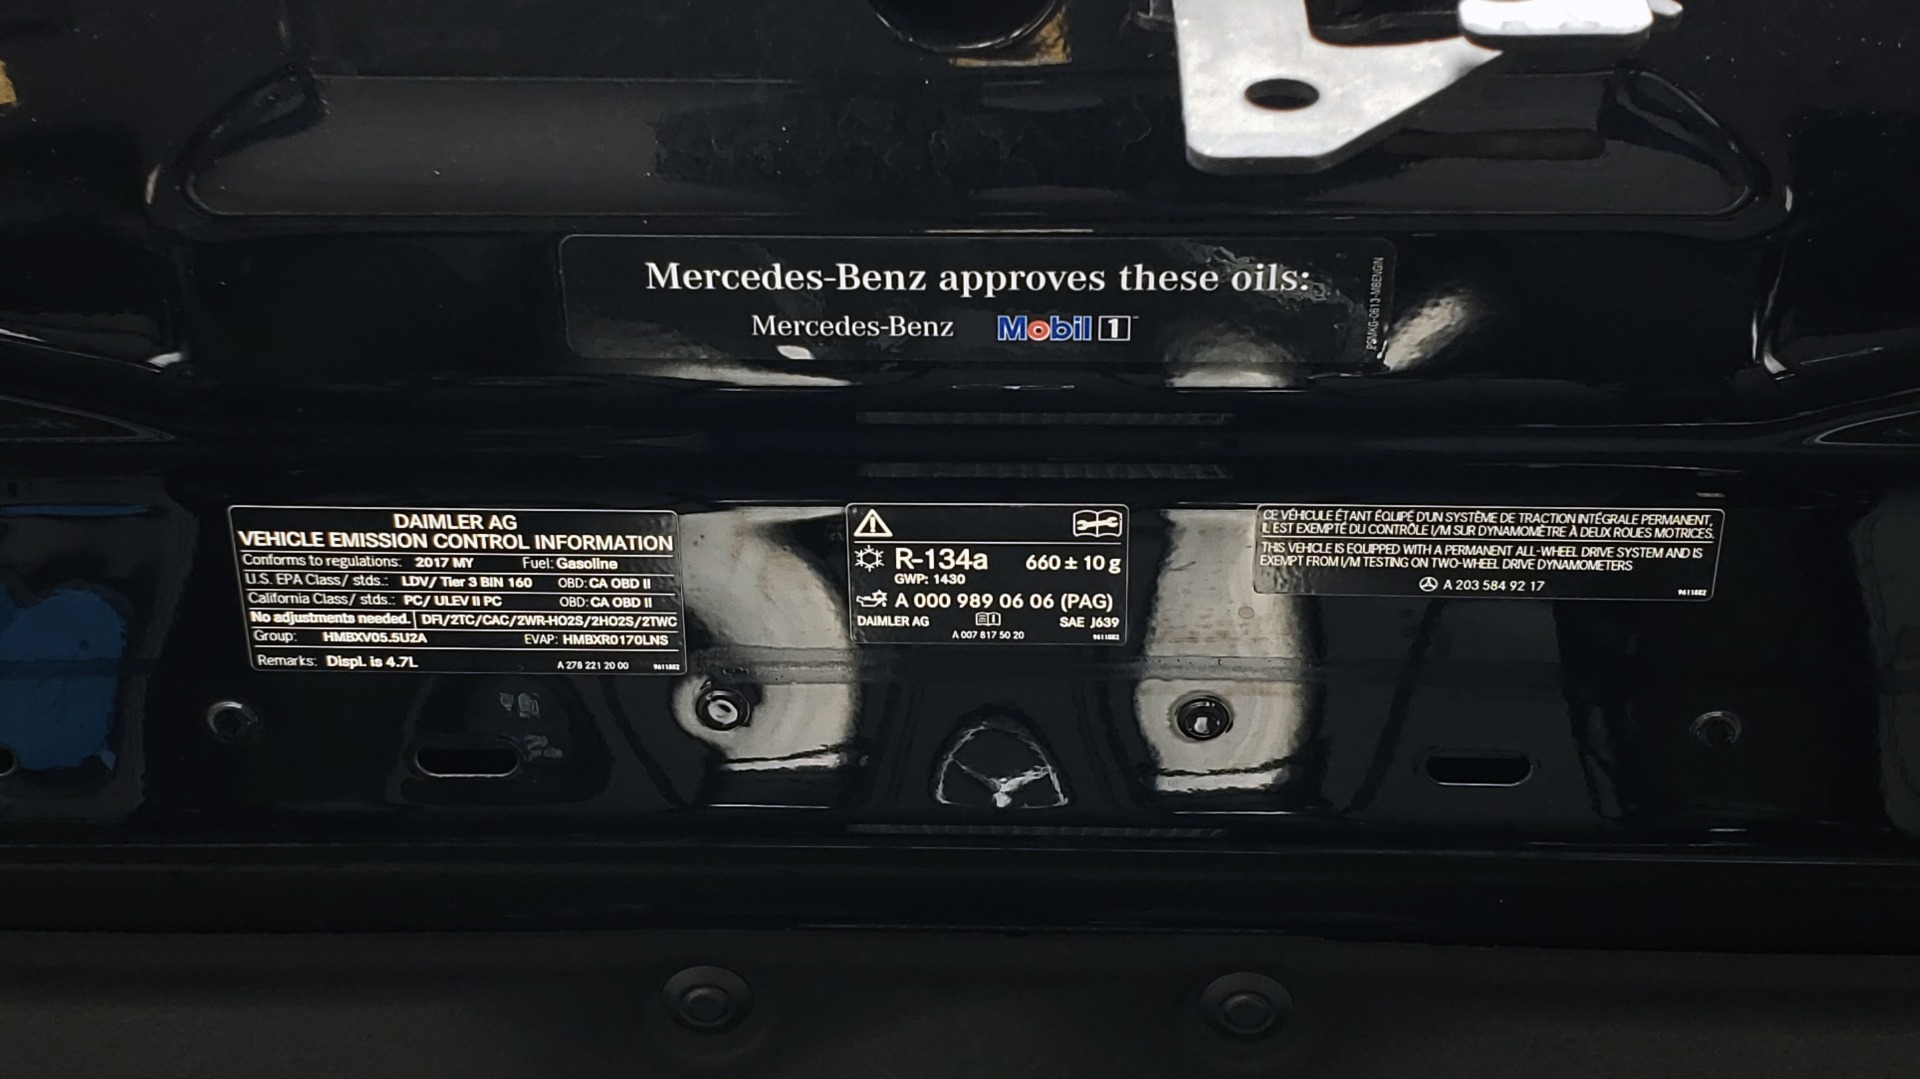 Mercedes-Benz approves these oils:
Mercedes-Benz Mobil 1
PSMKG-0613-MBENGIN
DAIMLER AG
VEHICLE EMISSION CONTROL INFORMATION
Conforms to regulations: 2017 MY Fuel: Gasoline
U.S. EPA Class/ stds.: LDV/ Tier 3 BIN 160 OBD: CA OBD II
California Class/ stds.: PC/ ULEV II PC OBD: CA OBD II
No adjustments needed. DFI/2TC/CAC/2WR-HO2S/2HO2S/2TWC
Group: HMBXV05.5U2A EVAP: HMBXR0170LNS
Remarks: Displ. is 4.7L A 278 221 20 00 9611882
R-134a 660 ± 10 g
GWP: 1430
A 000 989 06 06 (PAG)
DAIMLER AG SAE J639
A 007 817 50 20 9611882
CE VÉHICULE ÉTANT ÉQUIPÉ D'UN SYSTÈME DE TRACTION INTÉGRALE PERMANENT,
IL EST EXEMPTÉ DU CONTRÔLE I/M SUR DYNAMOMÈTRE À DEUX ROUES MOTRICES.
THIS VEHICLE IS EQUIPPED WITH A PERMANENT ALL-WHEEL DRIVE SYSTEM AND IS
EXEMPT FROM I/M TESTING ON TWO-WHEEL DRIVE DYNAMOMETERS
A 203 584 92 17 9611882